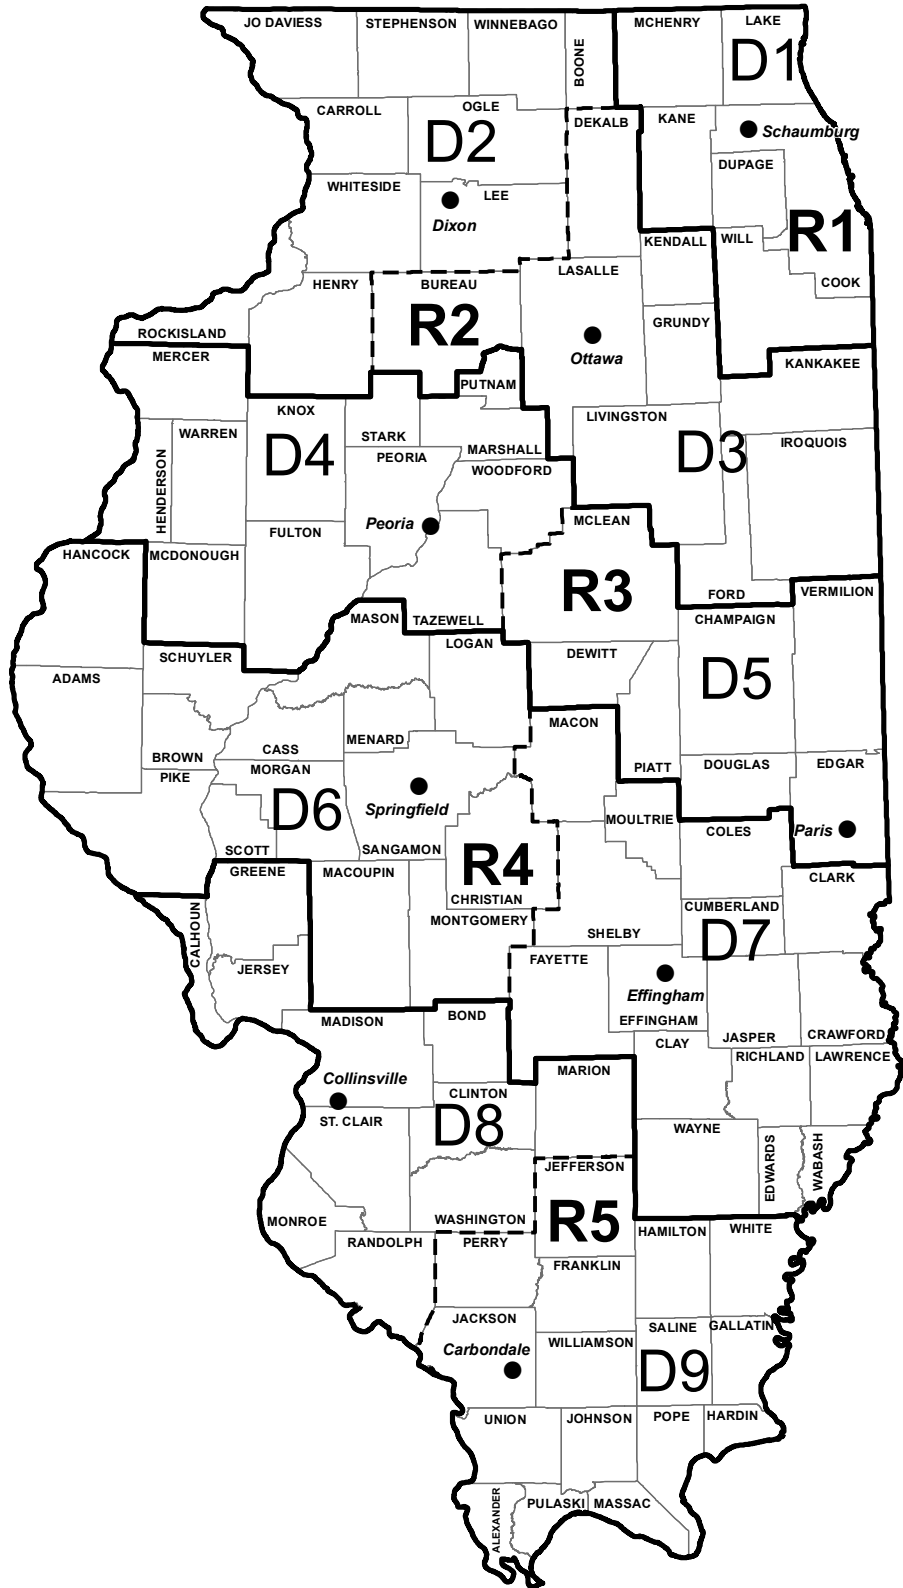 JO DAVIESS
STEPHENSON
WINNEBAGO
BOONE
MCHENRY
LAKE
D1
CARROLL
OGLE
D2
DEKALB
KANE
Schaumburg
DUPAGE
WHITESIDE
LEE
Dixon
R1
KENDALL
WILL
COOK
HENRY
BUREAU
LASALLE
R2
GRUNDY
ROCKISLAND
MERCER
Ottawa
KANKAKEE
PUTNAM
KNOX
LIVINGSTON
WARREN
STARK
D4
D3
IROQUOIS
MARSHALL
PEORIA
WOODFORD
HENDERSON
Peoria
MCLEAN
FULTON
HANCOCK
MCDONOUGH
R3
FORD
VERMILION
MASON
TAZEWELL
CHAMPAIGN
LOGAN
SCHUYLER
DEWITT
ADAMS
D5
MACON
MENARD
CASS
BROWN
PIATT
DOUGLAS
EDGAR
MORGAN
PIKE
Springfield
D6
MOULTRIE
COLES
Paris
SCOTT
SANGAMON
R4
GREENE
MACOUPIN
CLARK
CHRISTIAN
CUMBERLAND
MONTGOMERY
CALHOUN
SHELBY
D7
FAYETTE
JERSEY
Effingham
BOND
MADISON
EFFINGHAM
JASPER
CRAWFORD
CLAY
RICHLAND
LAWRENCE
MARION
Collinsville
CLINTON
ST. CLAIR
D8
WAYNE
EDWARDS
WABASH
JEFFERSON
R5
MONROE
WASHINGTON
HAMILTON
WHITE
RANDOLPH
PERRY
FRANKLIN
JACKSON
SALINE
GALLATIN
WILLIAMSON
Carbondale
D9
UNION
JOHNSON
POPE
HARDIN
ALEXANDER
PULASKI
MASSAC